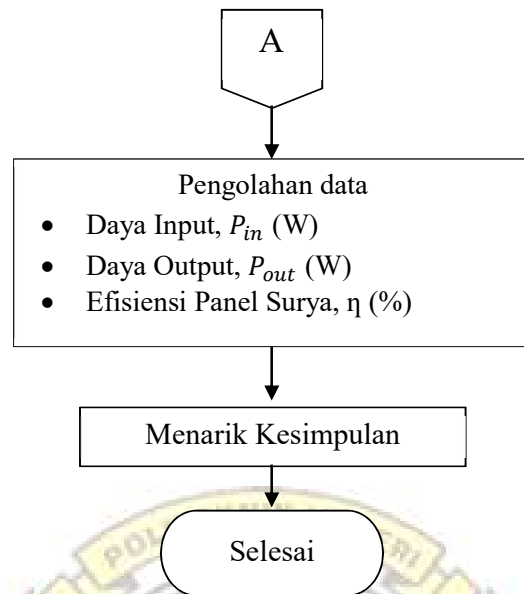 A
Pengolahan data
• Daya Input, P_in (W)
• Daya Output, P_out (W)
• Efisiensi Panel Surya, η (%)
Menarik Kesimpulan
Selesai